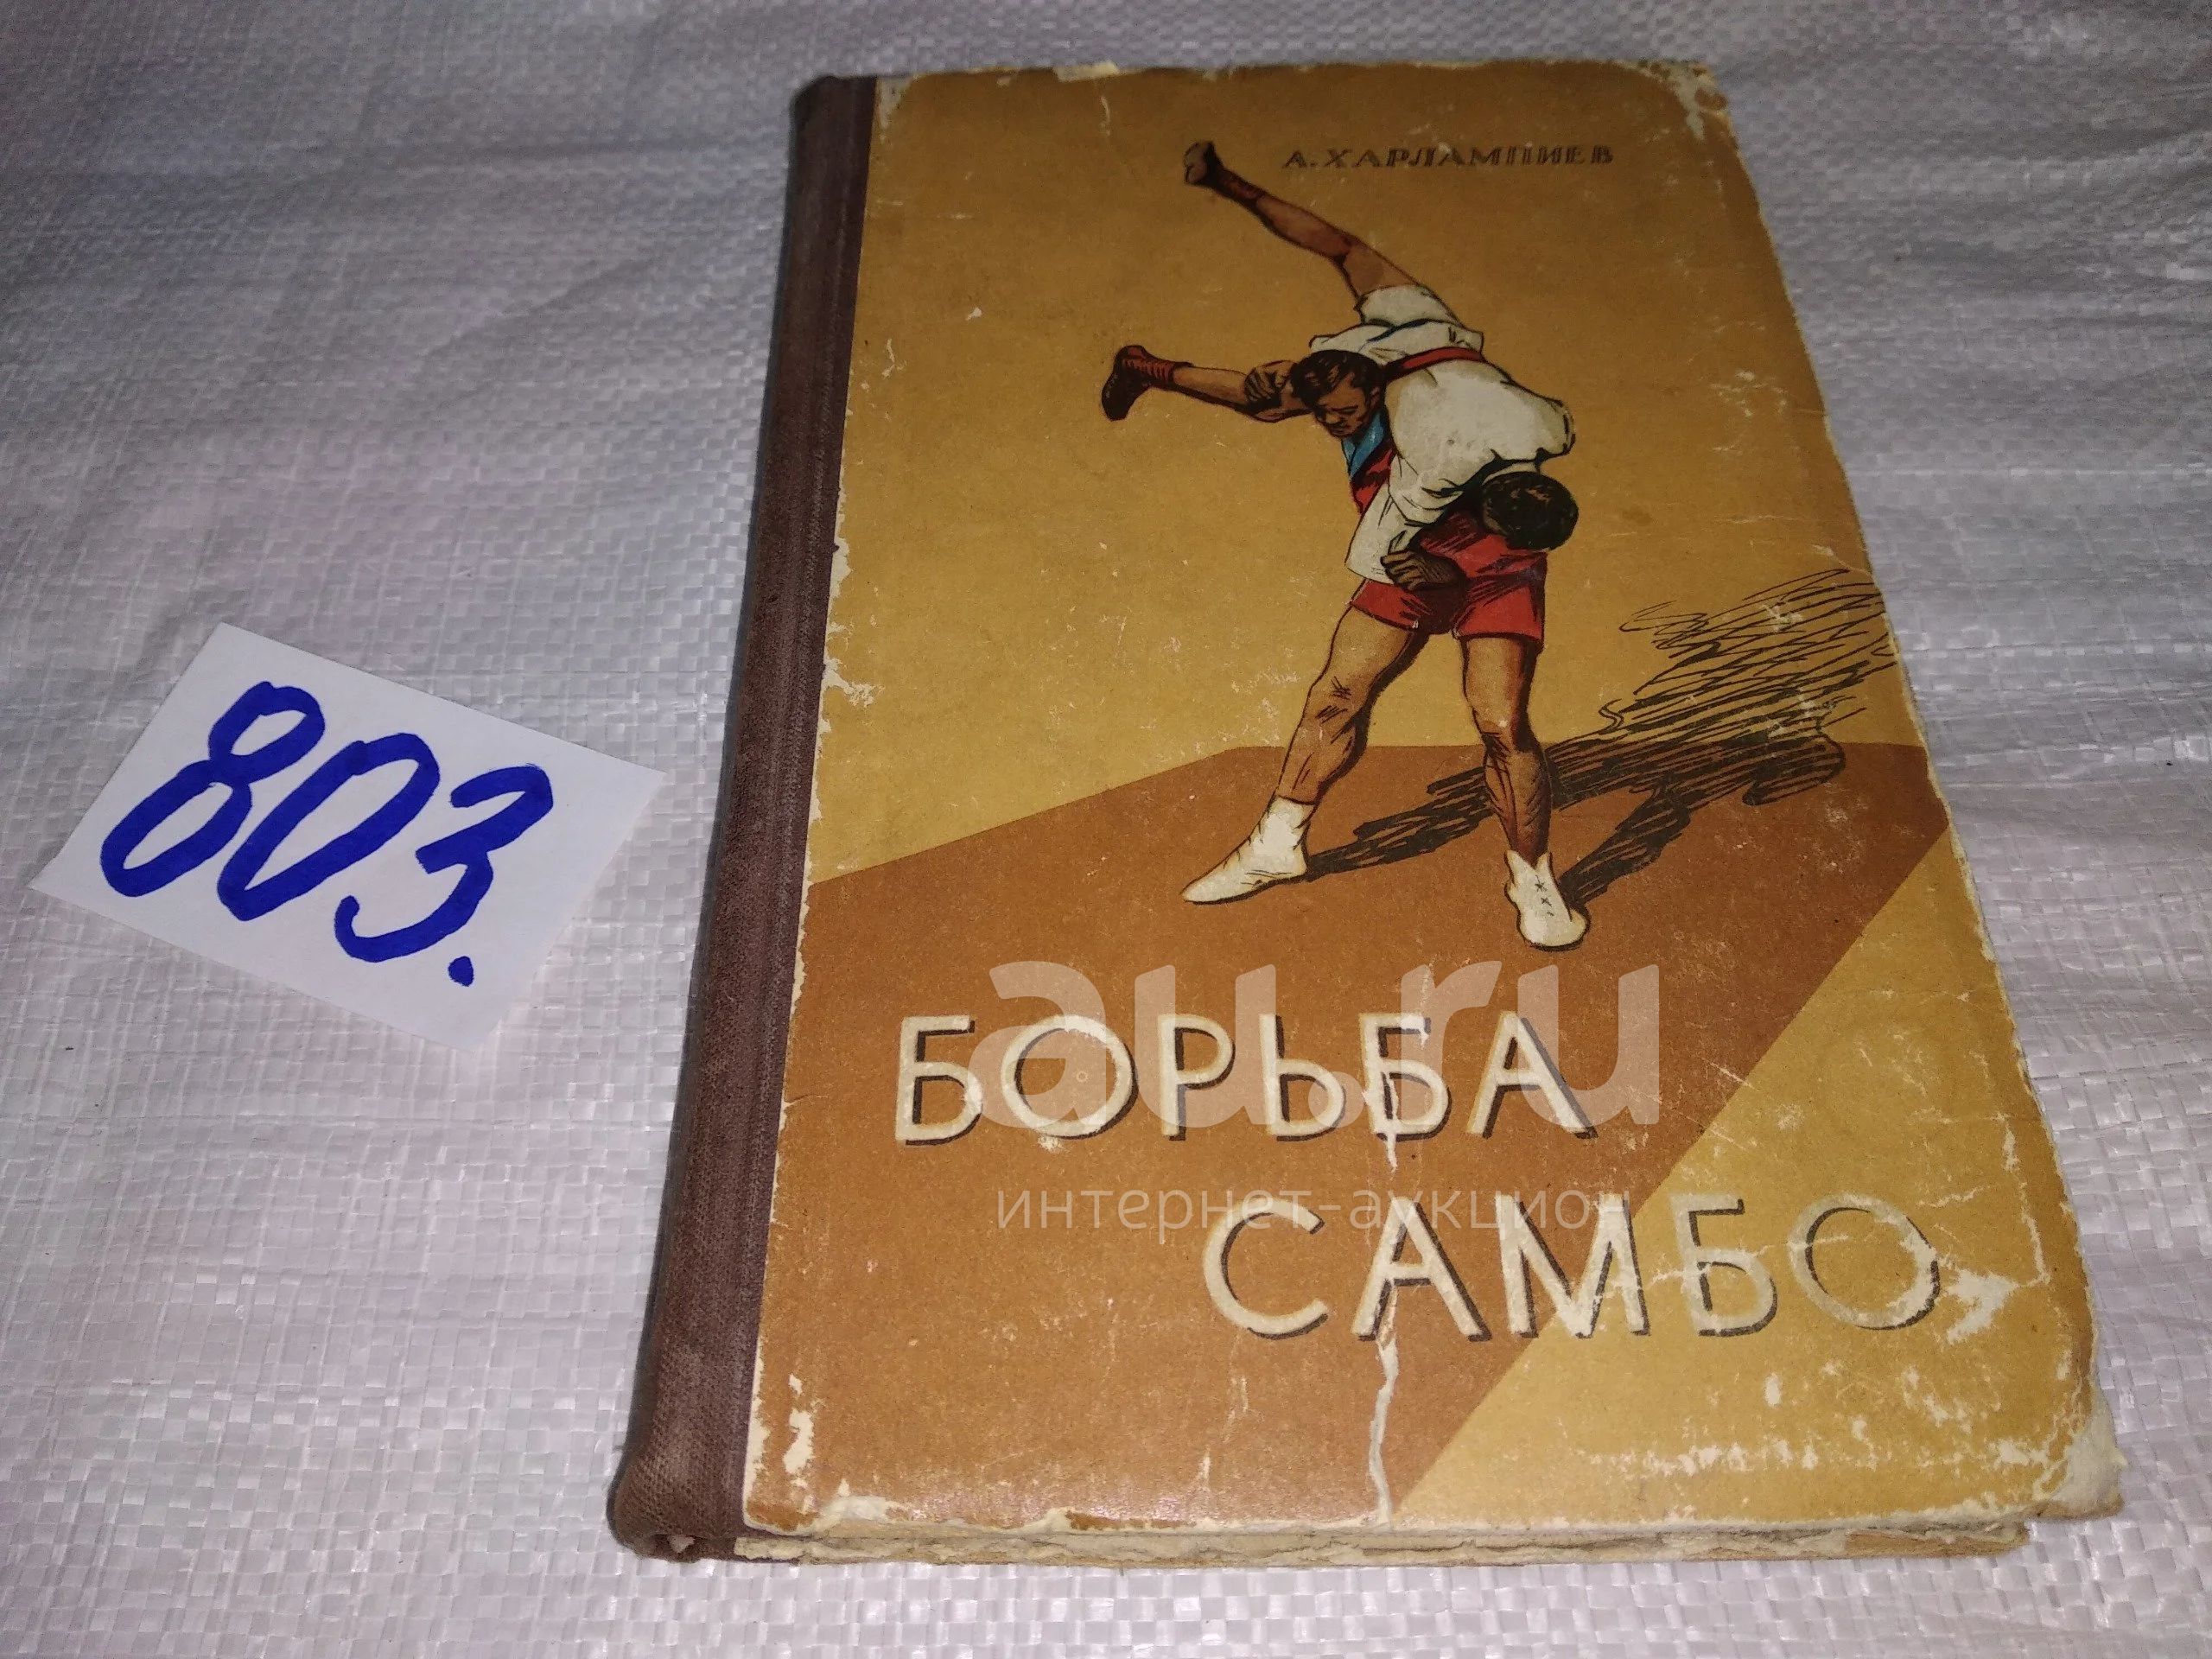 А. ХАРЛАМПИЕВ
803.
au.ru
БОРЬБА
интернет-аукцион
САМБО